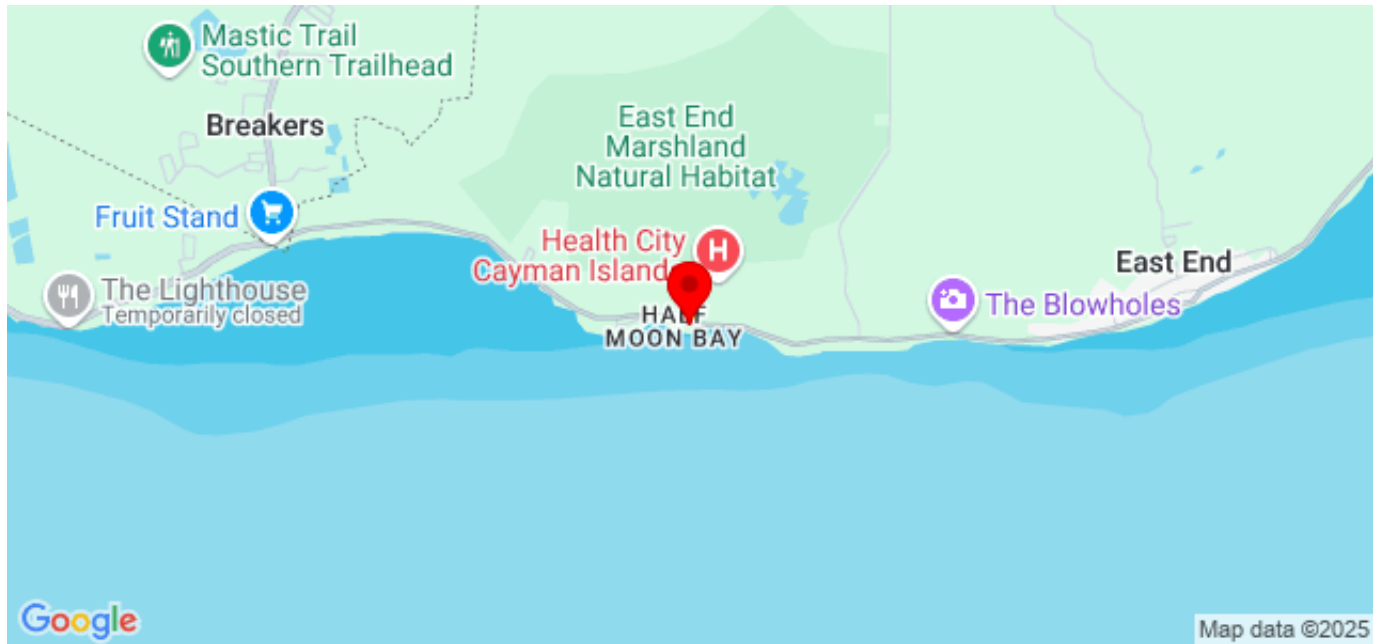 Mastic Trail
Southern Trailhead
Breakers
East End
Marshland
Natural Habitat
Fruit Stand
Health City
Cayman Island
H
East End
The Lighthouse
Temporarily closed
The Blowholes
HALF
MOON BAY
Google
Map data ©2025